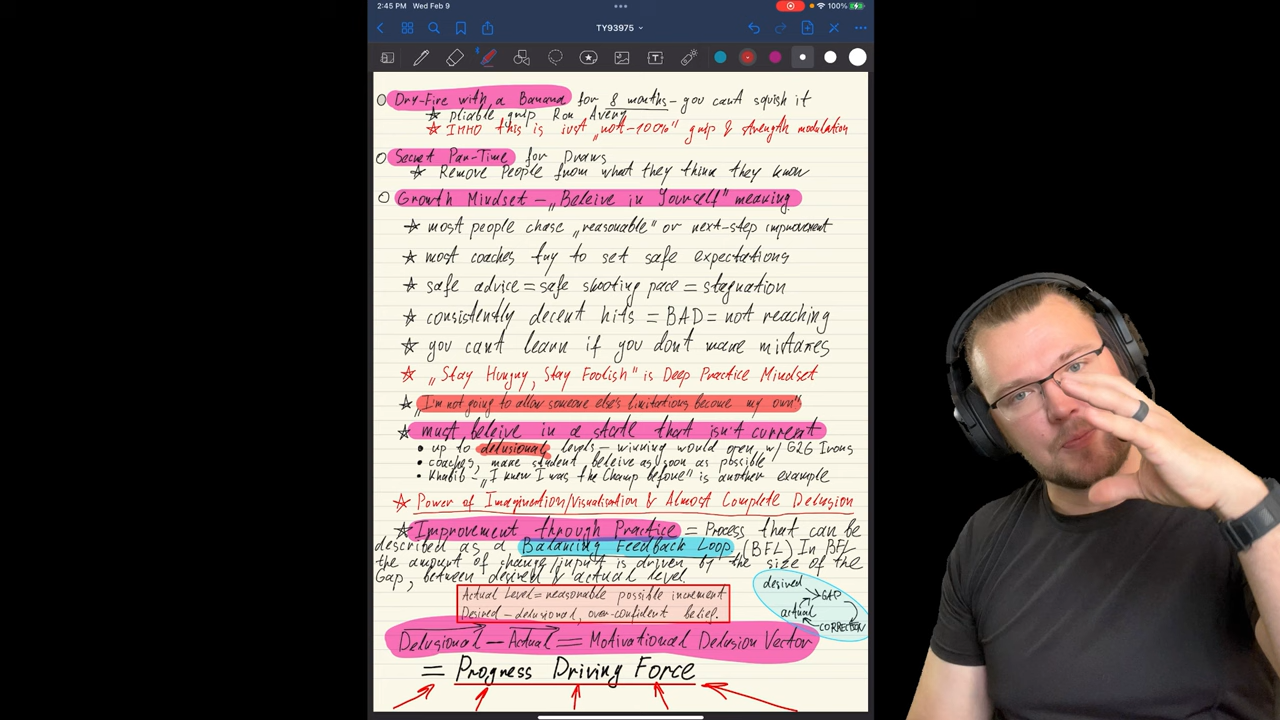 2:45 PM Wed Feb 9
100%
TY93975
Dry-Fire with a Banana for 8 months - you can't squish it
★ pliable grip Ron Avery
★ IMHO this is just „not-100%" grip & strength modulation
Secret Par-Time for Draws
★ Remove People from what they think they know
Growth Mindset - „Beleive in Yourself" meaning
★ most people chase „reasonable" or next-step improvement
★ most coaches try to set safe expectations
★ safe advice = safe shooting pace = stagnation
★ consistently decent hits = BAD = not reaching
★ you can't learn if you don't make mistakes
★ „Stay Hungry, Stay Foolish" is Deep Practice Mindset
★ „I'm not going to allow someone else's limitations become my own"
★ must beleive in a state that isn't current
• up to delusional levels - winning would open, w/ G26 Irons
• coaches, make student beleive as soon as possible
• Khabib - „I knew I was the Champ before" is another example
★ Power of Imagination/Visualization & Almost Complete Delusion
★ Improvement through Practice = Process that can be
described as a Balancing Feedback Loop (BFL) In BFL
the amount of change/input is driven by the size of the
Gap, between desired & actual level.
Actual Level = reasonable possible increment
Desired - delusional, over-confident belief.
desired
GAP
actual
CORRECTION
Delusional - Actual = Motivational Delusion Vector
= Progress Driving Force